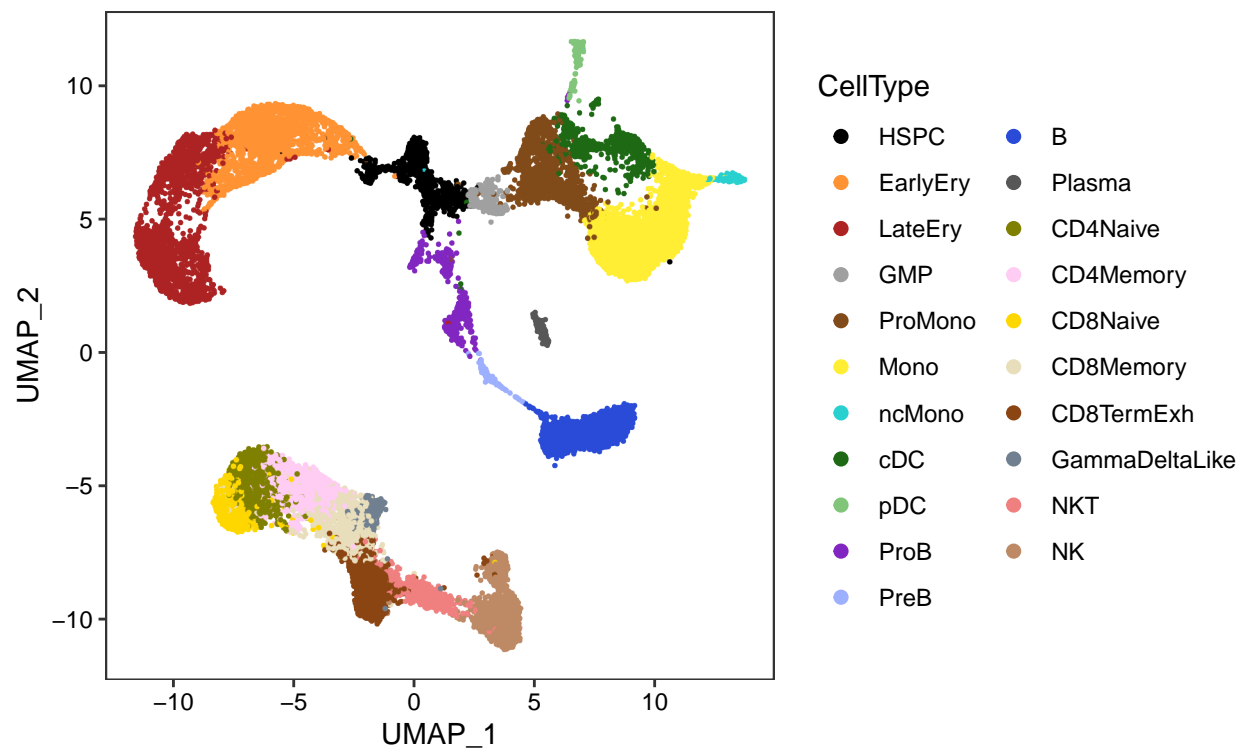 10
5
0
−5
−10
UMAP_2
−10
−5
0
5
10
UMAP_1
CellType
HSPC
EarlyEry
LateEry
GMP
ProMono
Mono
ncMono
cDC
pDC
ProB
PreB
B
Plasma
CD4Naive
CD4Memory
CD8Naive
CD8Memory
CD8TermExh
GammaDeltaLike
NKT
NK